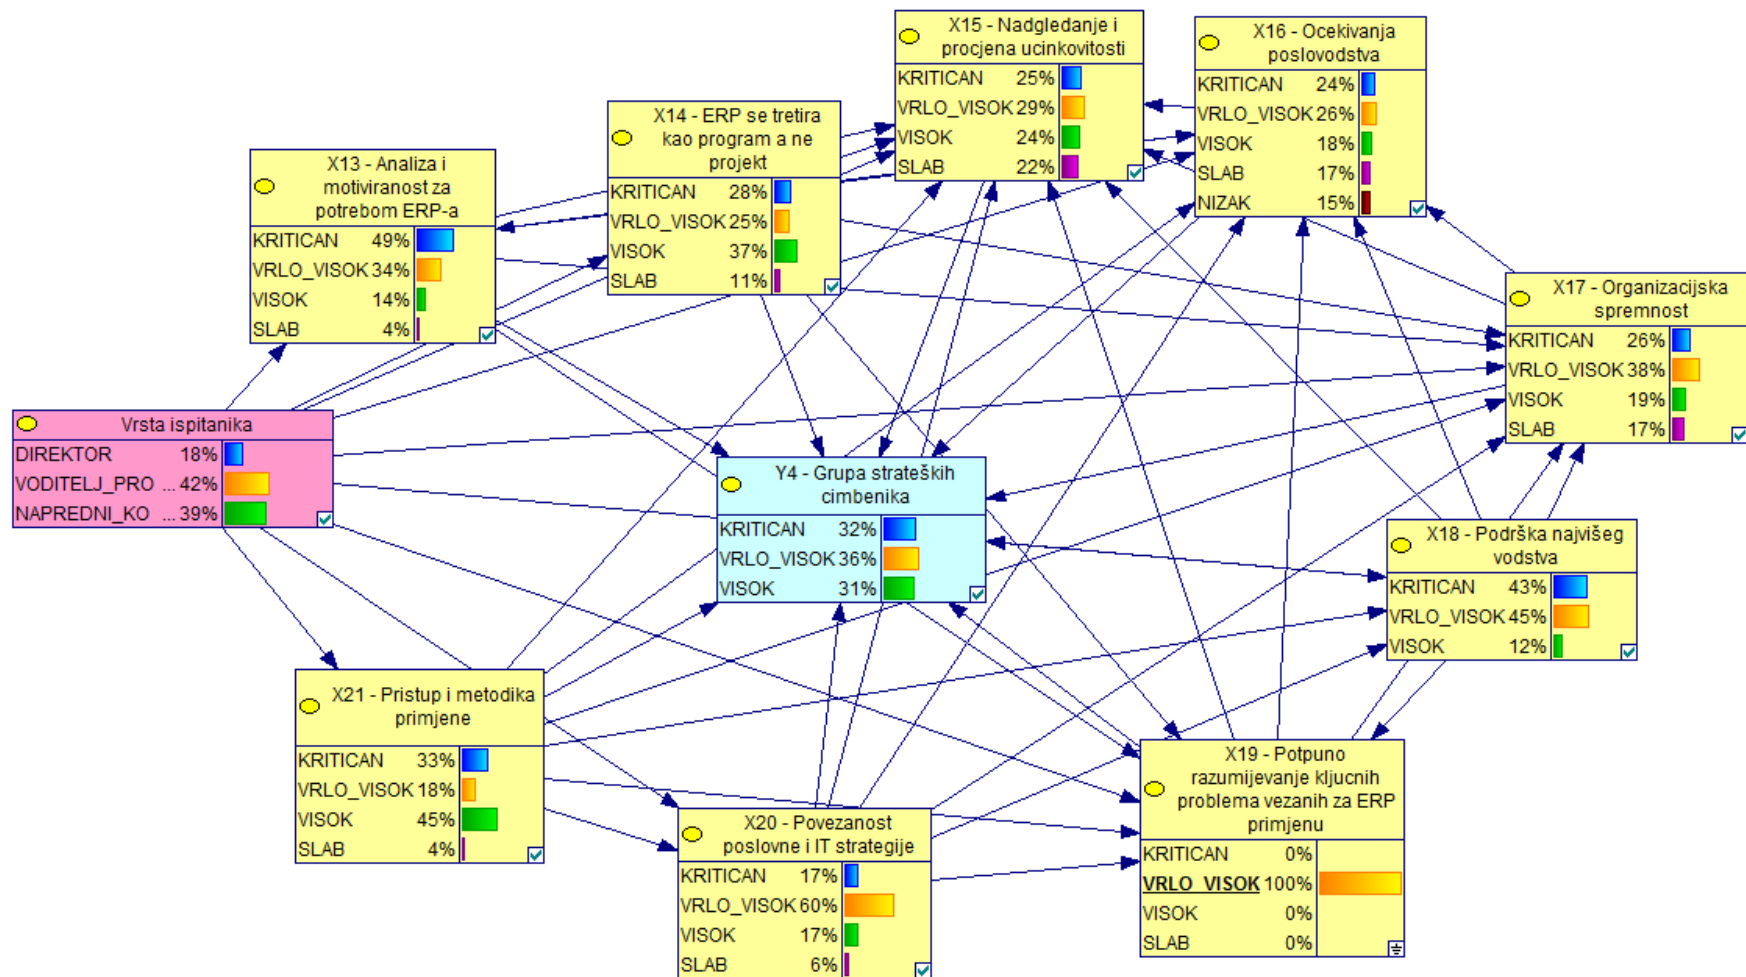 X15 - Nadgledanje i
procjena ucinkovitosti
KRITICAN 25%
VRLO_VISOK 29%
VISOK 24%
SLAB 22%
X16 - Ocekivanja
poslovodstva
KRITICAN 24%
VRLO_VISOK 26%
VISOK 18%
SLAB 17%
NIZAK 15%
X14 - ERP se tretira
kao program a ne
projekt
KRITICAN 28%
VRLO_VISOK 25%
VISOK 37%
SLAB 11%
X13 - Analiza i
motiviranost za
potrebom ERP-a
KRITICAN 49%
VRLO_VISOK 34%
VISOK 14%
SLAB 4%
X17 - Organizacijska
spremnost
KRITICAN 26%
VRLO_VISOK 38%
VISOK 19%
SLAB 17%
Vrsta ispitanika
DIREKTOR 18%
VODITELJ_PRO ... 42%
NAPREDNI_KO ... 39%
Y4 - Grupa strateških
cimbenika
KRITICAN 32%
VRLO_VISOK 36%
VISOK 31%
X18 - Podrška najvišeg
vodstva
KRITICAN 43%
VRLO_VISOK 45%
VISOK 12%
X21 - Pristup i metodika
primjene
KRITICAN 33%
VRLO_VISOK 18%
VISOK 45%
SLAB 4%
X20 - Povezanost
poslovne i IT strategije
KRITICAN 17%
VRLO_VISOK 60%
VISOK 17%
SLAB 6%
X19 - Potpuno
razumijevanje kljucnih
problema vezanih za ERP
primjenu
KRITICAN 0%
VRLO_VISOK 100%
VISOK 0%
SLAB 0%